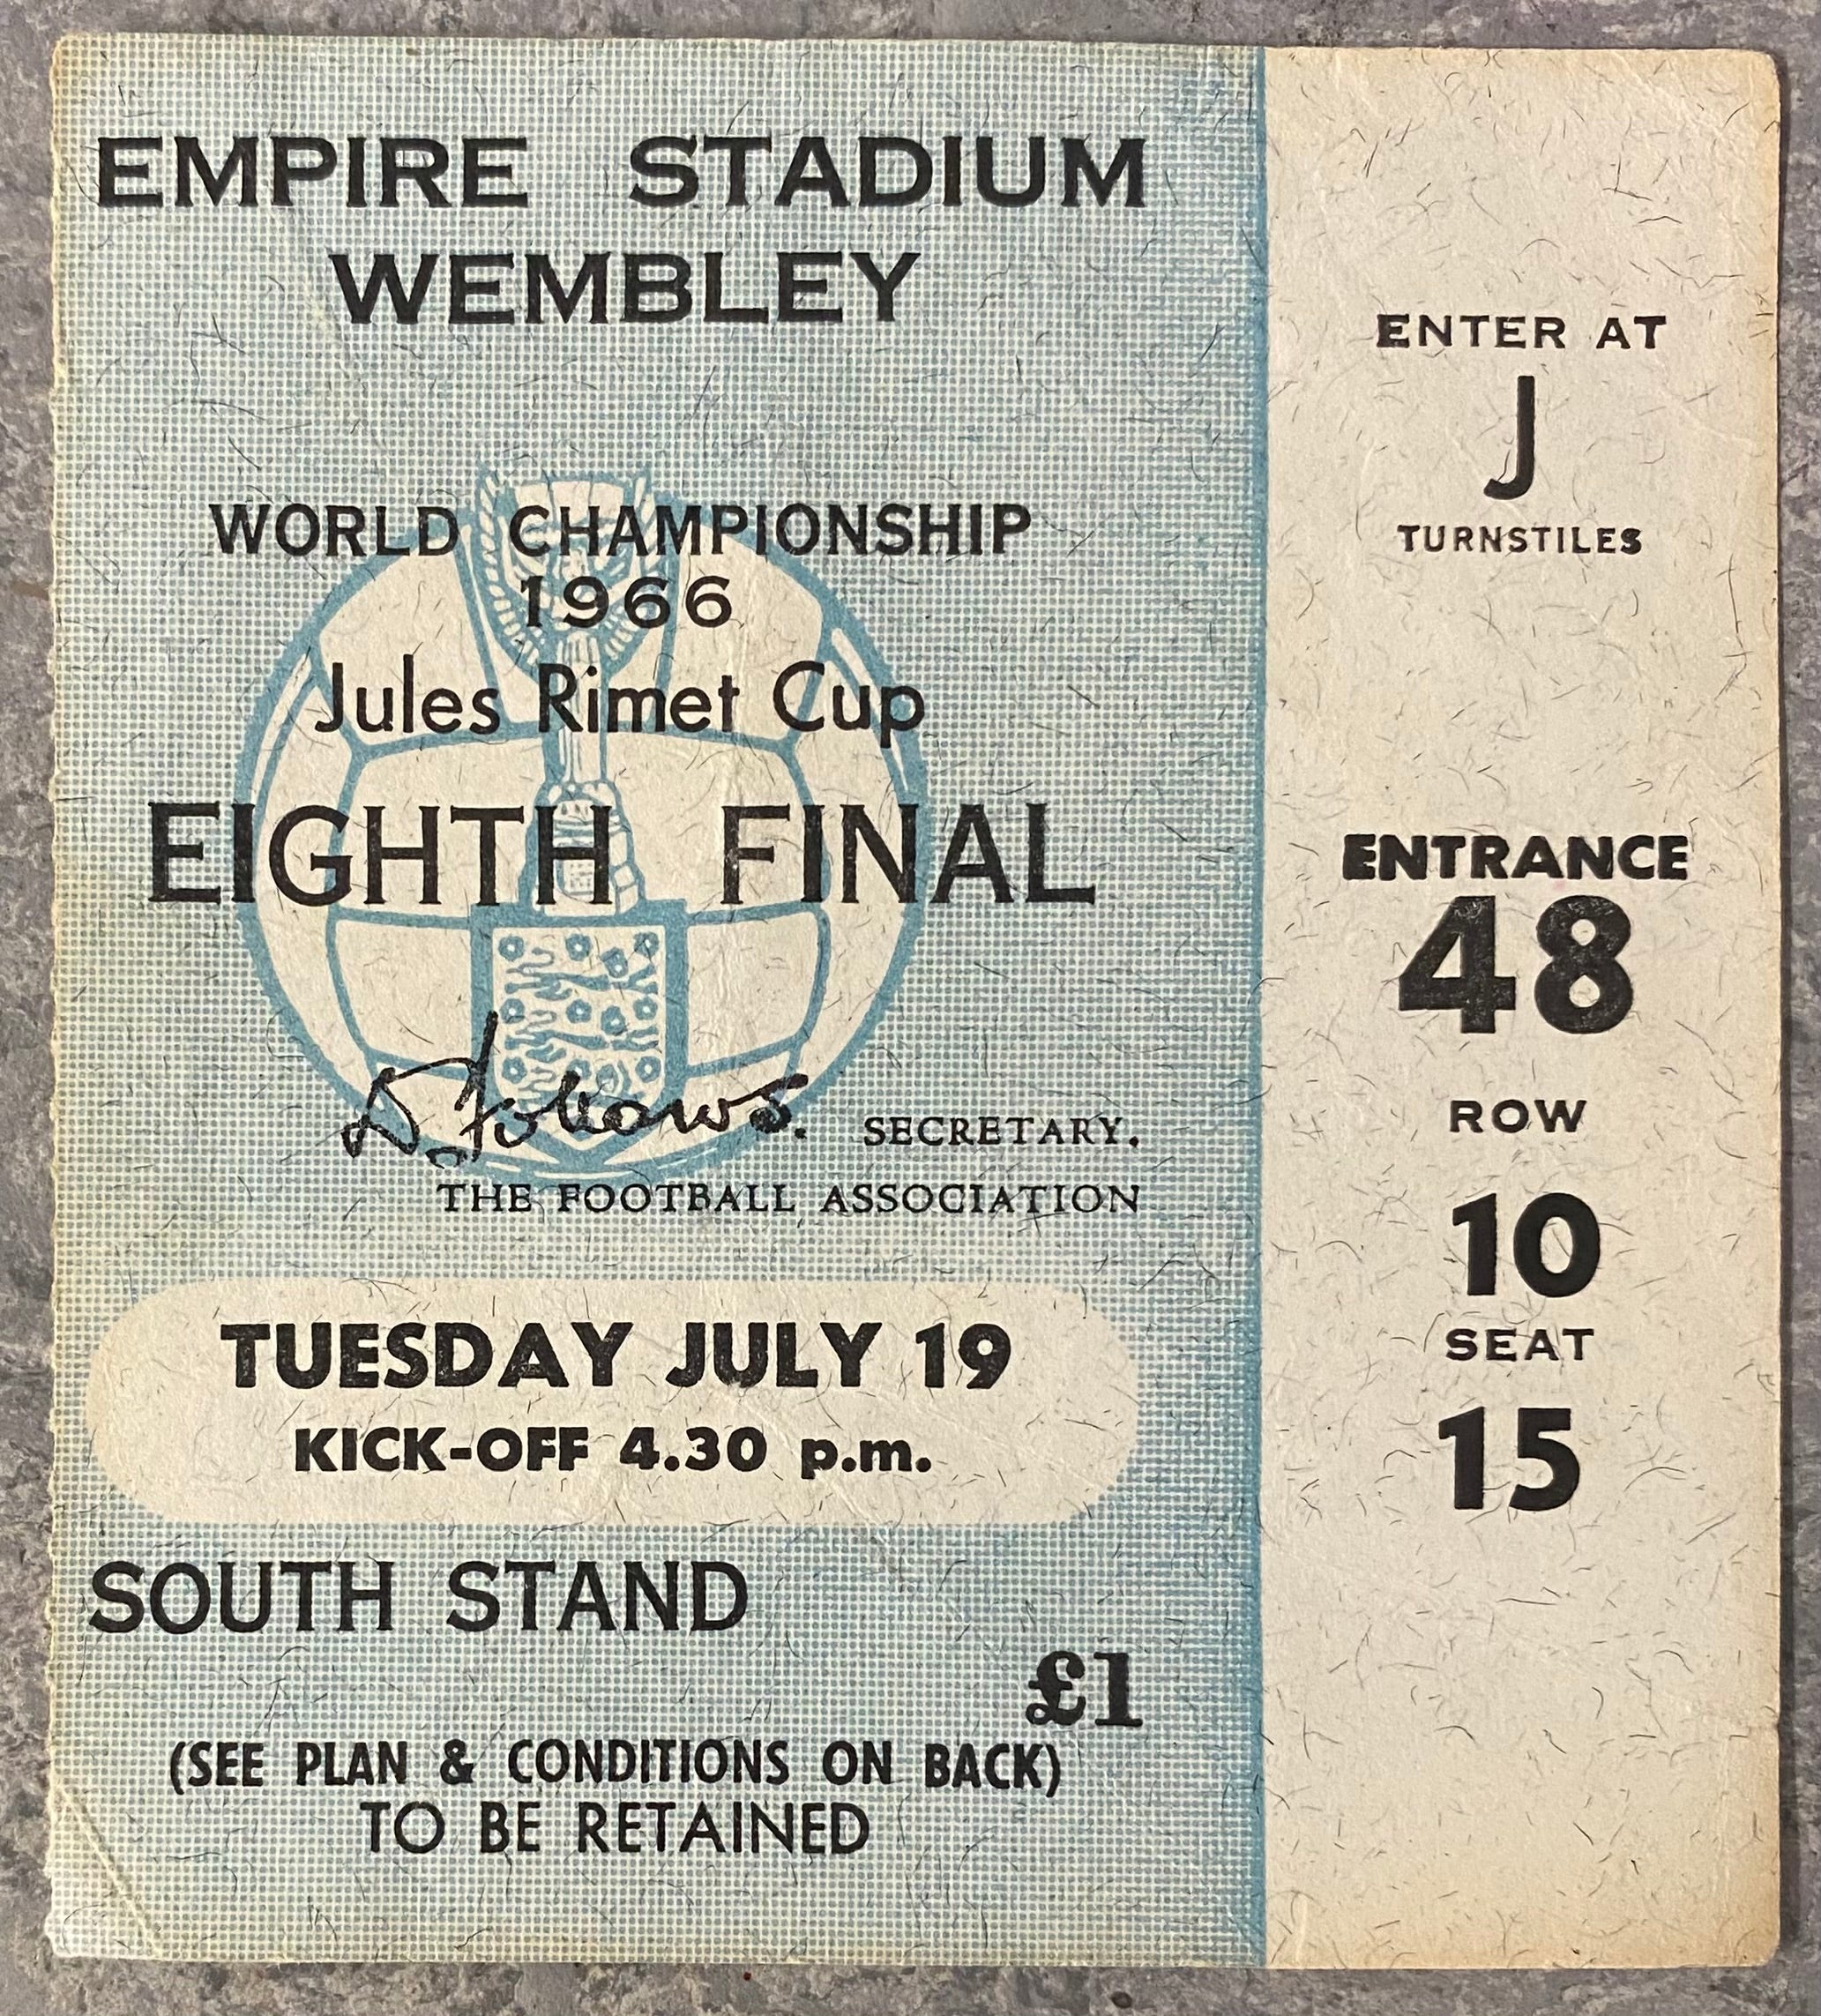 EMPIRE STADIUM
WEMBLEY
WORLD CHAMPIONSHIP
1966
Jules Rimet Cup
EIGHTH FINAL
D Follows. SECRETARY.
THE FOOTBALL ASSOCIATION
TUESDAY JULY 19
KICK-OFF 4.30 p.m.
SOUTH STAND
£1
(SEE PLAN & CONDITIONS ON BACK)
TO BE RETAINED
ENTER AT
J
TURNSTILES
ENTRANCE
48
ROW
10
SEAT
15